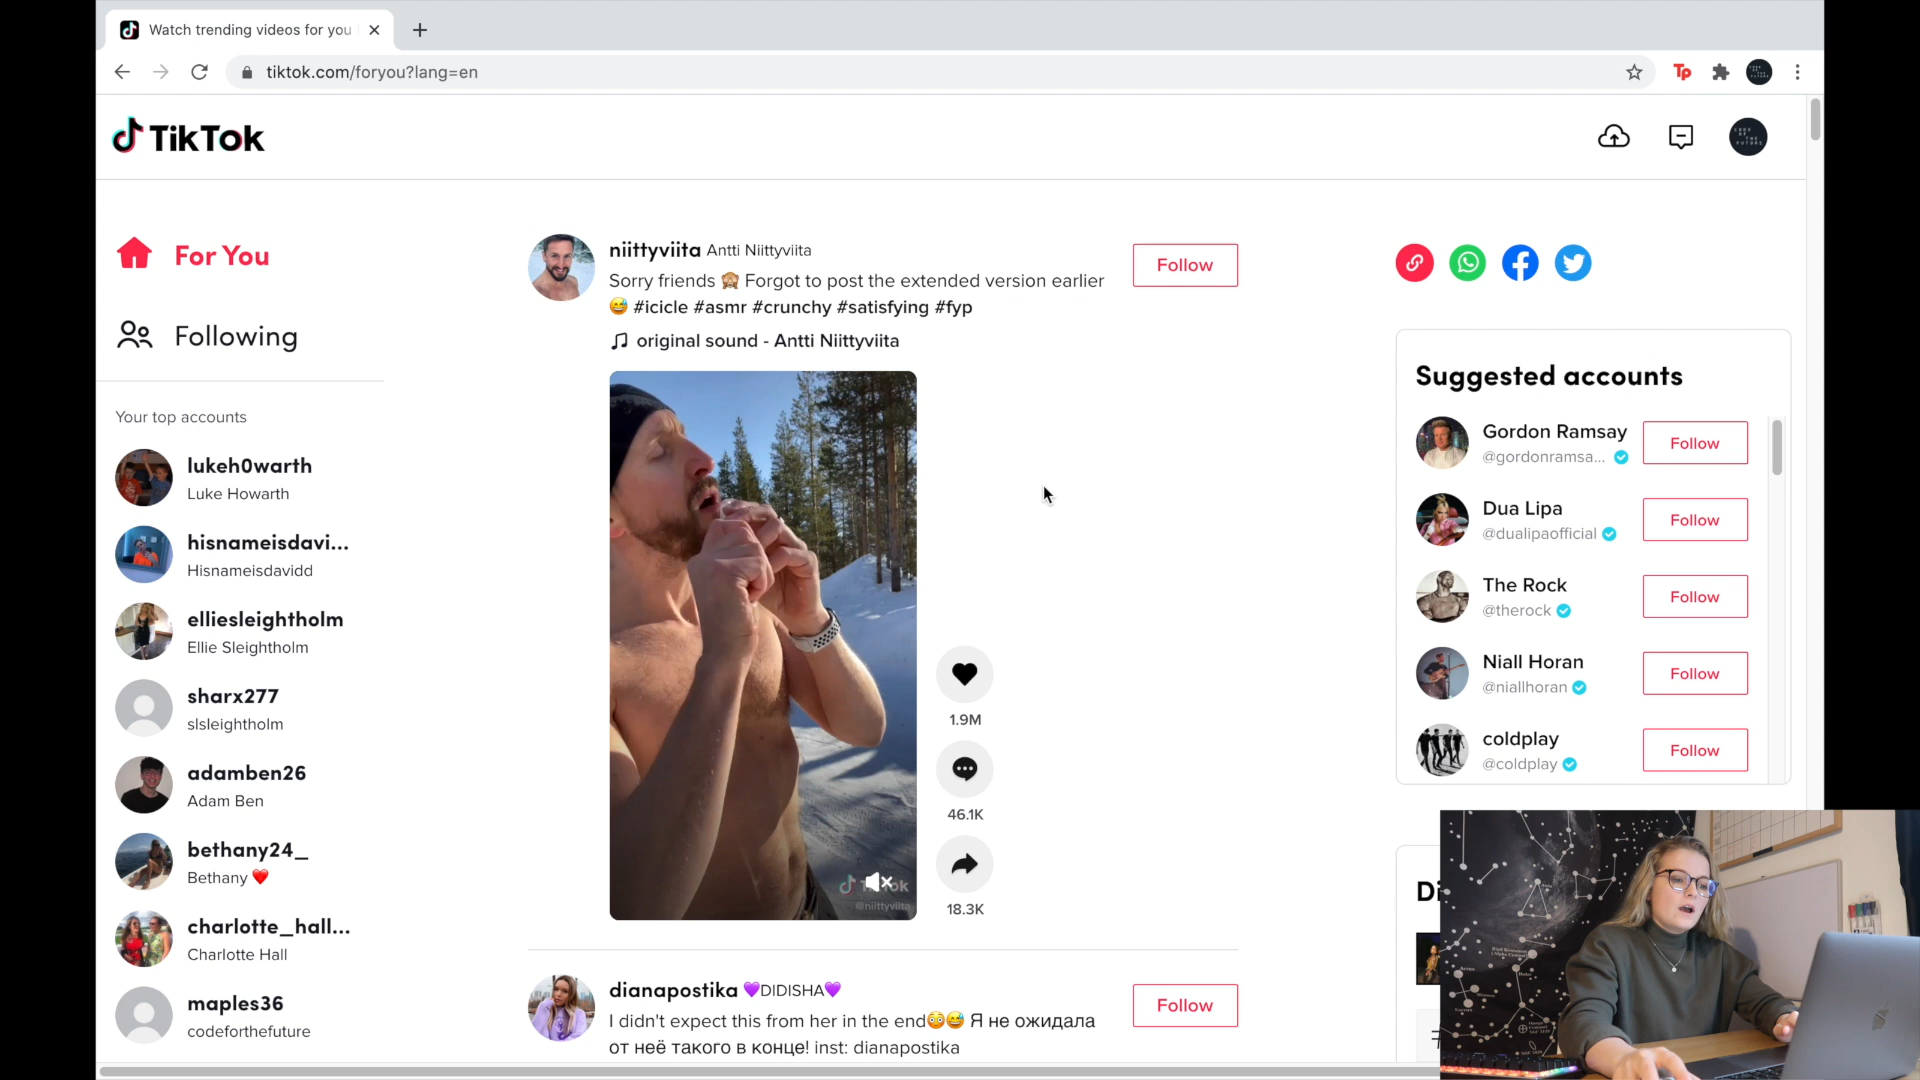 Watch trending videos for you
tiktok.com/foryou?lang=en
TikTok
For You
Following
Your top accounts
lukeh0warth
Luke Howarth
hisnameisdavi...
Hisnameisdavidd
elliesleightholm
Ellie Sleightholm
sharx277
slsleightholm
adamben26
Adam Ben
bethany24_
Bethany ❤️
charlotte_hall...
Charlotte Hall
maples36
codeforthefuture
niittyviita Antti Niittyviita
Sorry friends 🙈 Forgot to post the extended version earlier
😅 #icicle #asmr #crunchy #satisfying #fyp
original sound - Antti Niittyviita
Follow
@niittyviita
1.9M
46.1K
18.3K
dianapostika 💜DIDISHA💜
I didn't expect this from her in the end😳😅 Я не ожидала
от неё такого в конце! inst: dianapostika
Follow
Suggested accounts
Gordon Ramsay
@gordonramsa...
Follow
Dua Lipa
@dualipaofficial
Follow
The Rock
@therock
Follow
Niall Horan
@niallhoran
Follow
coldplay
@coldplay
Follow
Di